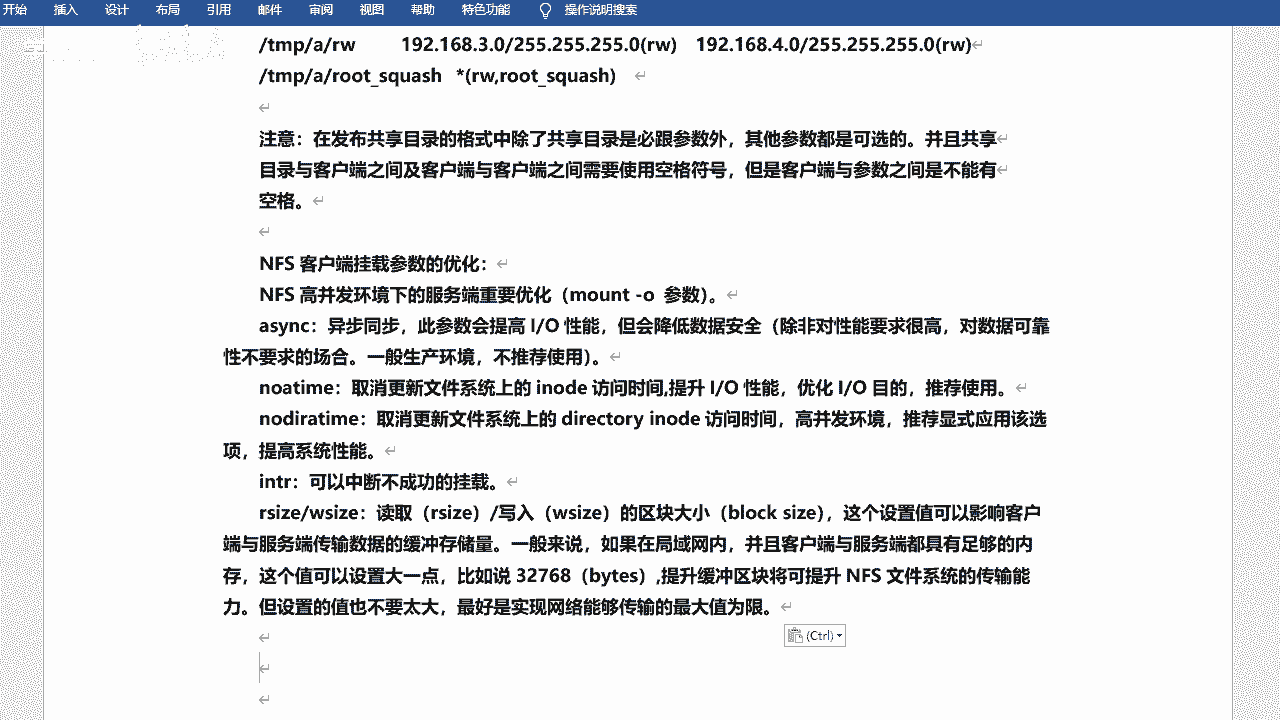 开始 插入 设计 布局 引用 邮件 审阅 视图 帮助 特色功能 操作说明搜索
/tmp/a/rw 192.168.3.0/255.255.255.0(rw) 192.168.4.0/255.255.255.0(rw)
/tmp/a/root_squash *(rw,root_squash)
注意：在发布共享目录的格式中除了共享目录是必跟参数外，其他参数都是可选的。并且共享
目录与客户端之间及客户端与客户端之间需要使用空格符号，但是客户端与参数之间是不能有
空格。
NFS 客户端挂载参数的优化：
NFS 高并发环境下的服务端重要优化（mount -o 参数）。
async：异步同步，此参数会提高 I/O 性能，但会降低数据安全（除非对性能要求很高，对数据可靠
性不要求的场合。一般生产环境，不推荐使用）。
noatime：取消更新文件系统上的 inode 访问时间,提升 I/O 性能，优化 I/O 目的，推荐使用。
nodiratime：取消更新文件系统上的 directory inode 访问时间，高并发环境，推荐显式应用该选
项，提高系统性能。
intr：可以中断不成功的挂载。
rsize/wsize：读取（rsize）/写入（wsize）的区块大小（block size），这个设置值可以影响客户
端与服务端传输数据的缓冲存储量。一般来说，如果在局域网内，并且客户端与服务端都具有足够的内
存，这个值可以设置大一点，比如说 32768（bytes）,提升缓冲区块将可提升 NFS 文件系统的传输能
力。但设置的值也不要太大，最好是实现网络能够传输的最大值为限。
(Ctrl)